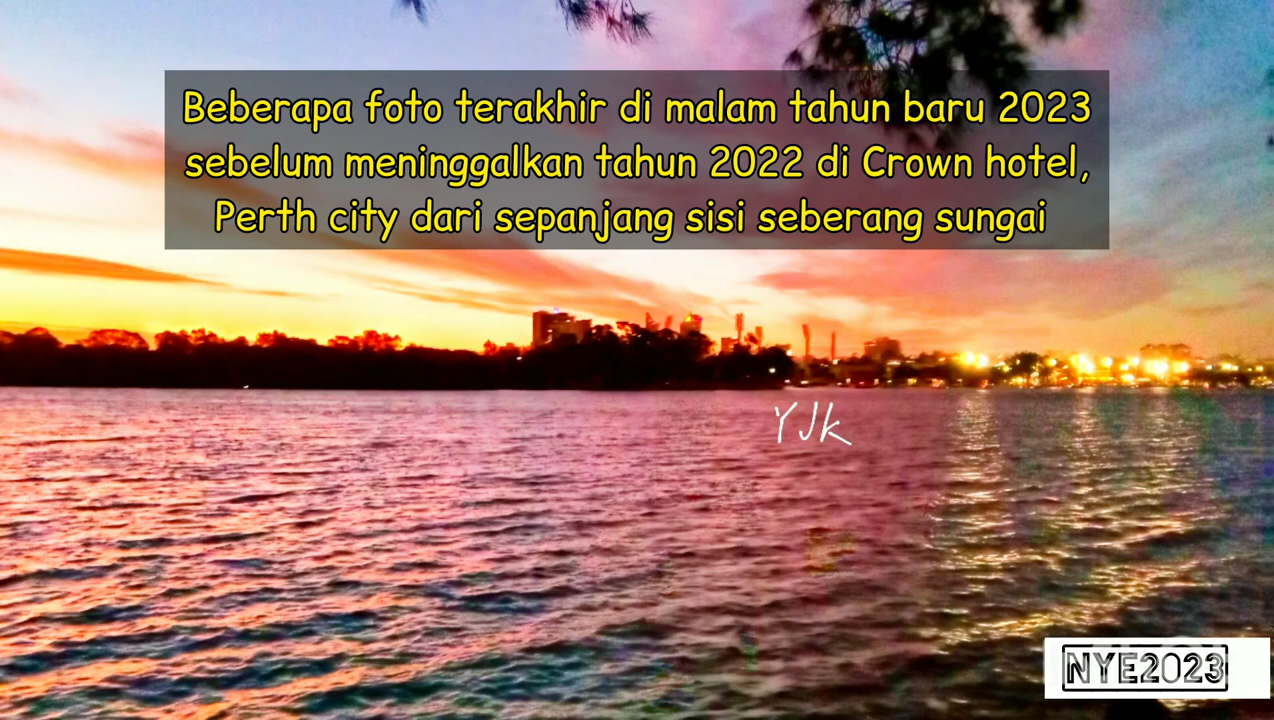 Beberapa foto terakhir di malam tahun baru 2023
sebelum meninggalkan tahun 2022 di Crown hotel,
Perth city dari sepanjang sisi seberang sungai
YJk
NYE2023